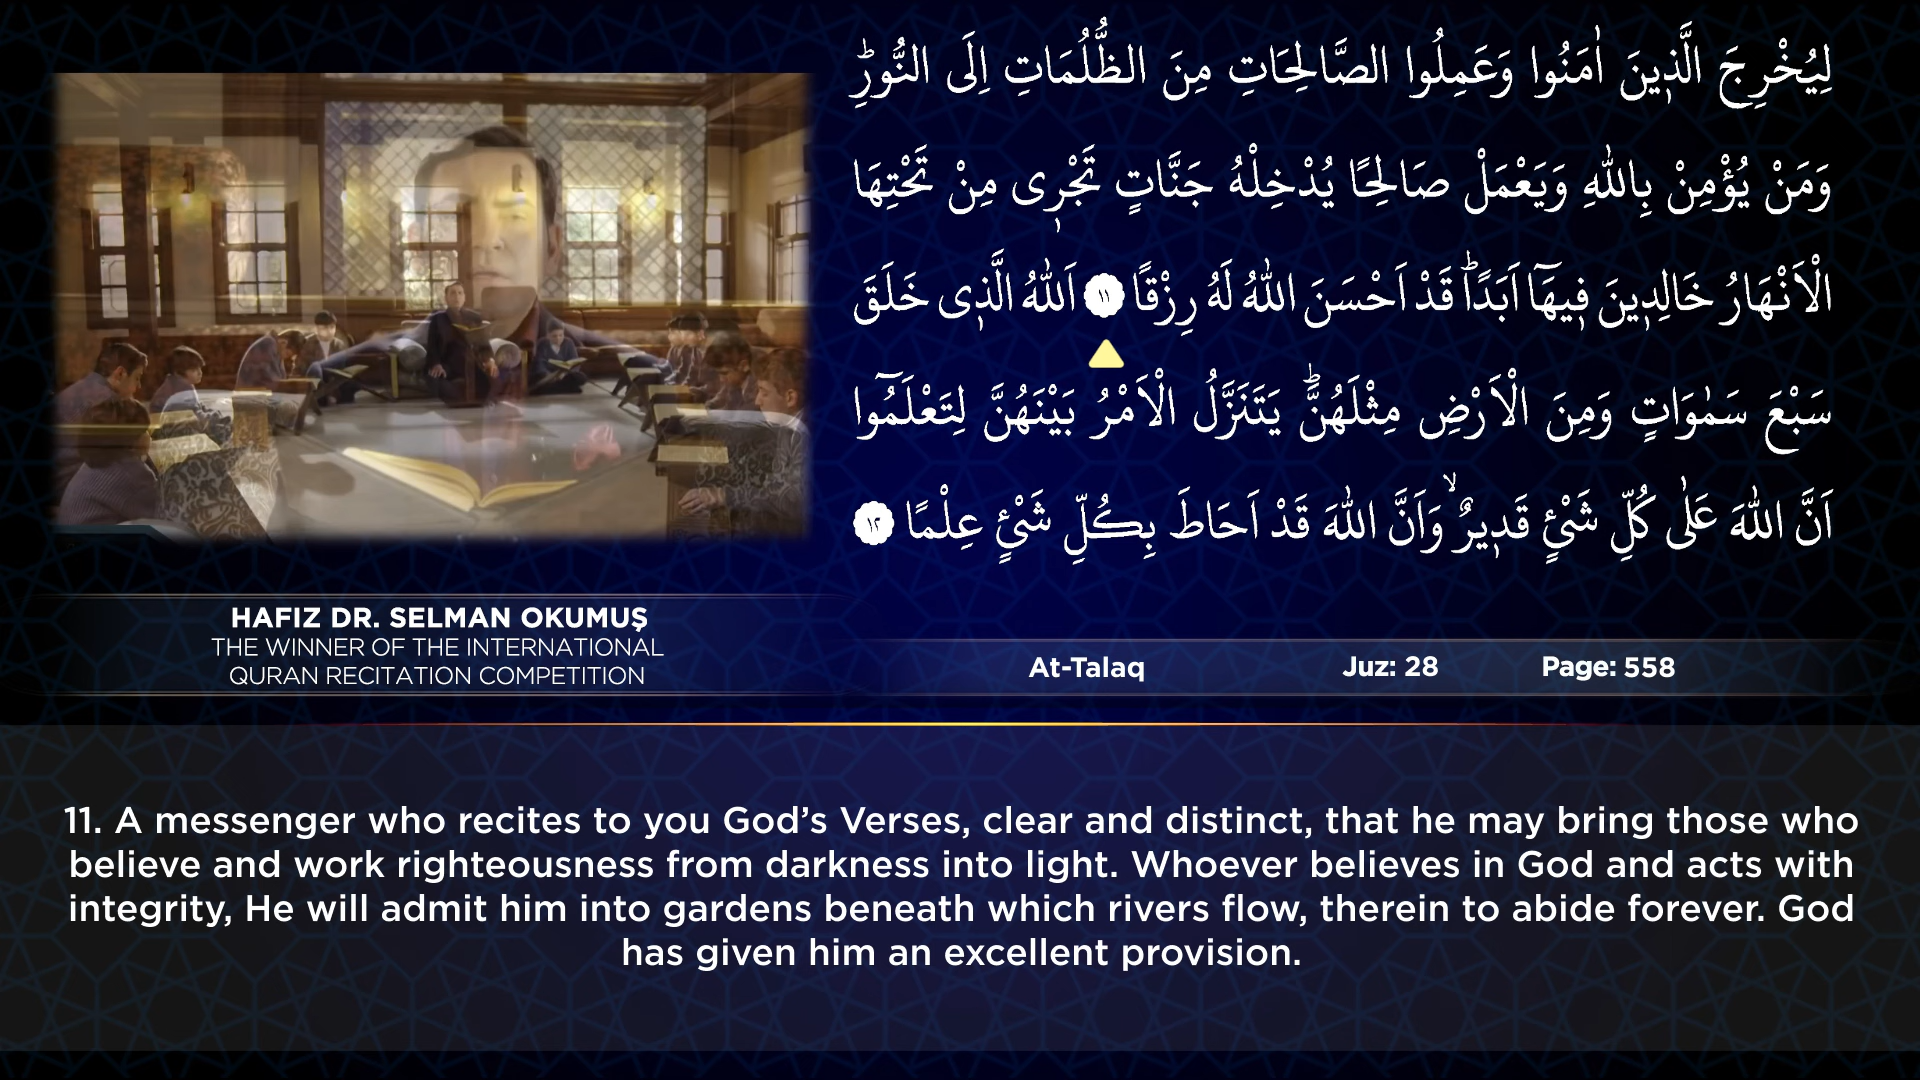 لِيُخْرِجَ الَّذ۪ينَ اٰمَنُوا وَعَمِلُوا الصَّالِحَاتِ مِنَ الظُّلُمَاتِ اِلَى النُّورِۜ
وَمَنْ يُؤْمِنْ بِاللّٰهِ وَيَعْمَلْ صَالِحًا يُدْخِلْهُ جَنَّاتٍ تَجْر۪ى مِنْ تَحْتِهَا
الْاَنْهَارُ خَالِد۪ينَ ف۪يهَٓا اَبَدًاۜ قَدْ اَحْسَنَ اللّٰهُ لَهُ رِزْقًا ١١ اَللّٰهُ الَّذ۪ى خَلَقَ
سَبْعَ سَمٰوَاتٍ وَمِنَ الْاَرْضِ مِثْلَهُنَّۜ يَتَنَزَّلُ الْاَمْرُ بَيْنَهُنَّ لِتَعْلَمُٓوا
اَنَّ اللّٰهَ عَلٰى كُلِّ شَىْءٍ قَد۪يرٌۙ وَاَنَّ اللّٰهَ قَدْ اَحَاطَ بِكُلِّ شَىْءٍ عِلْمًا ١٢
HAFIZ DR. SELMAN OKUMUŞ
THE WINNER OF THE INTERNATIONAL
QURAN RECITATION COMPETITION
At-Talaq Juz: 28 Page: 558
11. A messenger who recites to you God’s Verses, clear and distinct, that he may bring those who
believe and work righteousness from darkness into light. Whoever believes in God and acts with
integrity, He will admit him into gardens beneath which rivers flow, therein to abide forever. God
has given him an excellent provision.